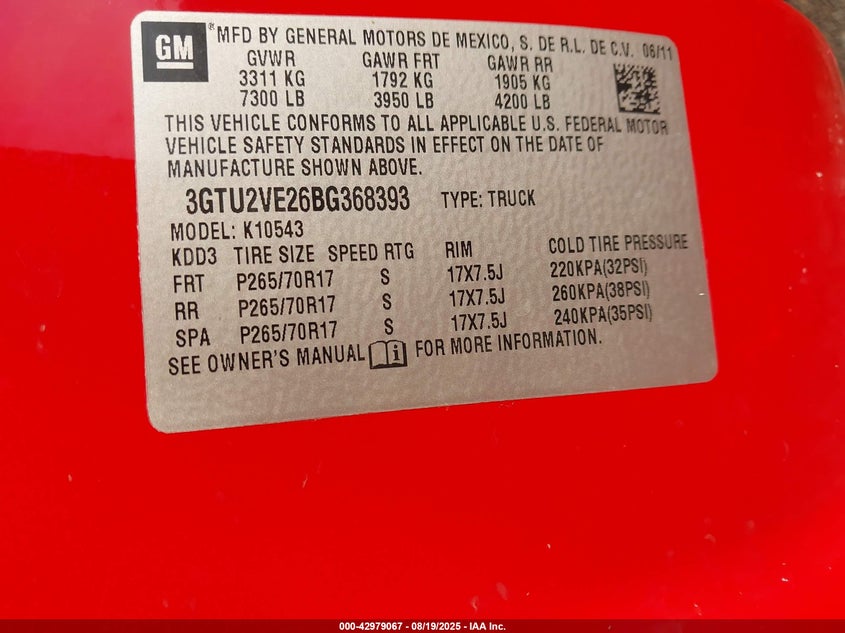 GM
® MFD BY GENERAL MOTORS DE MEXICO, S. DE R.L. DE C.V. 06/11
GVWR GAWR FRT GAWR RR
3311 KG 1792 KG 1905 KG
7300 LB 3950 LB 4200 LB
THIS VEHICLE CONFORMS TO ALL APPLICABLE U.S. FEDERAL MOTOR
VEHICLE SAFETY STANDARDS IN EFFECT ON THE DATE OF
MANUFACTURE SHOWN ABOVE.
3GTU2VE26BG368393 TYPE: TRUCK
MODEL: K10543
KDD3 TIRE SIZE SPEED RTG RIM COLD TIRE PRESSURE
FRT P265/70R17 S 17X7.5J 220KPA(32PSI)
RR P265/70R17 S 17X7.5J 260KPA(38PSI)
SPA P265/70R17 S 17X7.5J 240KPA(35PSI)
SEE OWNER'S MANUAL i FOR MORE INFORMATION.
000-42979067 - 08/19/2025 - IAA Inc.